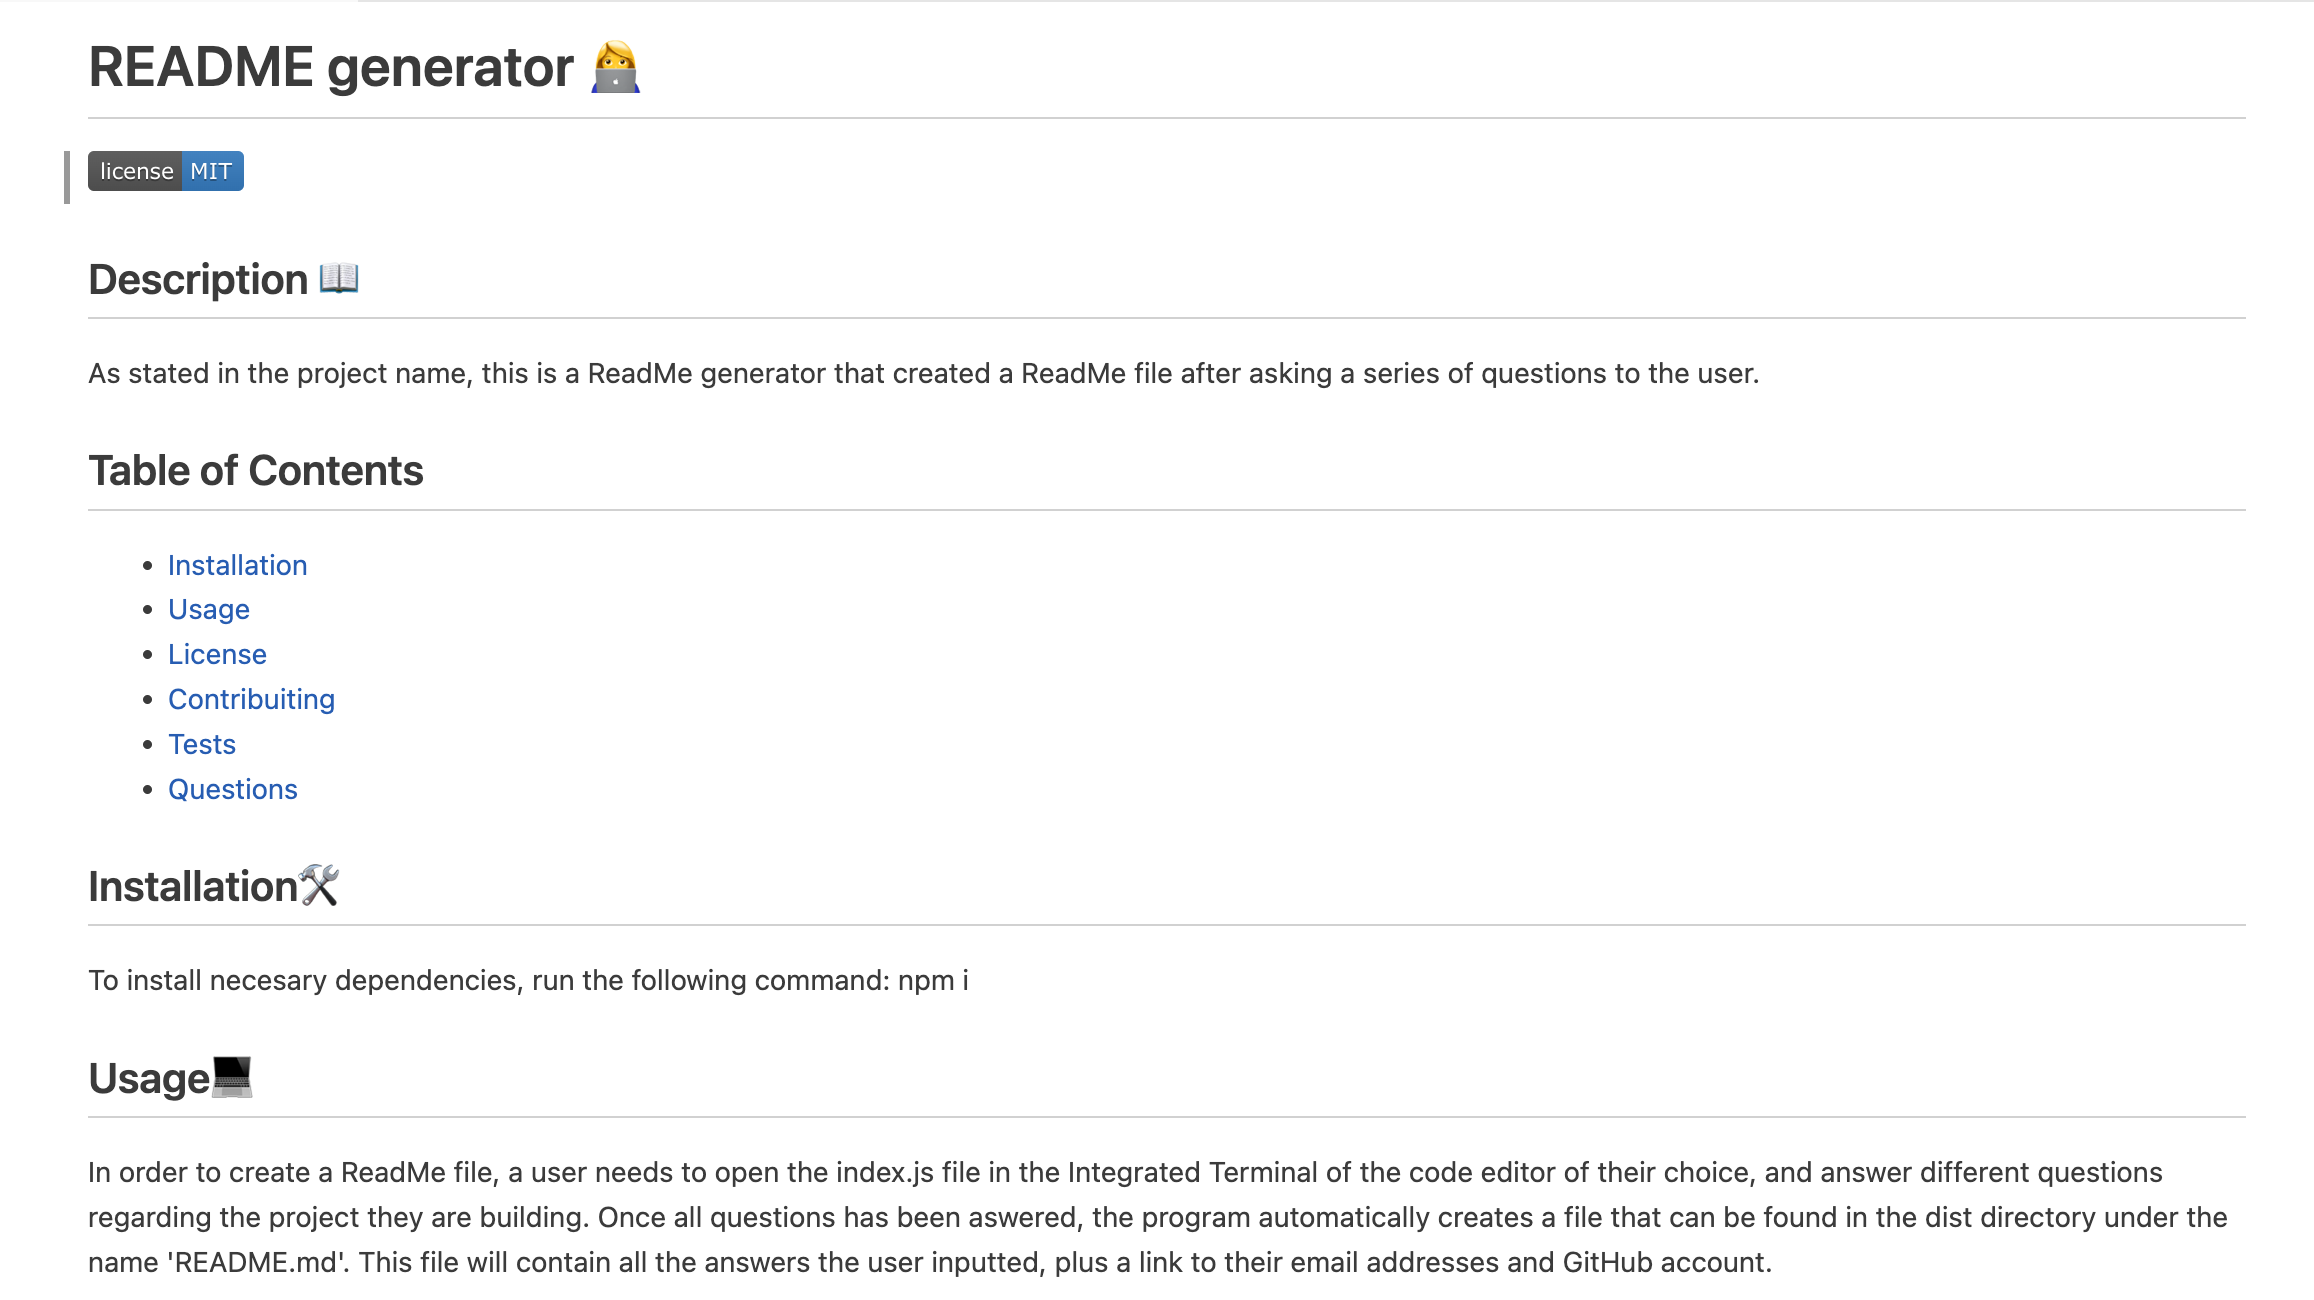 README generator 👩‍💻
license MIT
Description 📖
As stated in the project name, this is a ReadMe generator that created a ReadMe file after asking a series of questions to the user.
Table of Contents
• Installation
• Usage
• License
• Contribuiting
• Tests
• Questions
Installation🛠
To install necesary dependencies, run the following command: npm i
Usage💻
In order to create a ReadMe file, a user needs to open the index.js file in the Integrated Terminal of the code editor of their choice, and answer different questions
regarding the project they are building. Once all questions has been aswered, the program automatically creates a file that can be found in the dist directory under the
name 'README.md'. This file will contain all the answers the user inputted, plus a link to their email addresses and GitHub account.